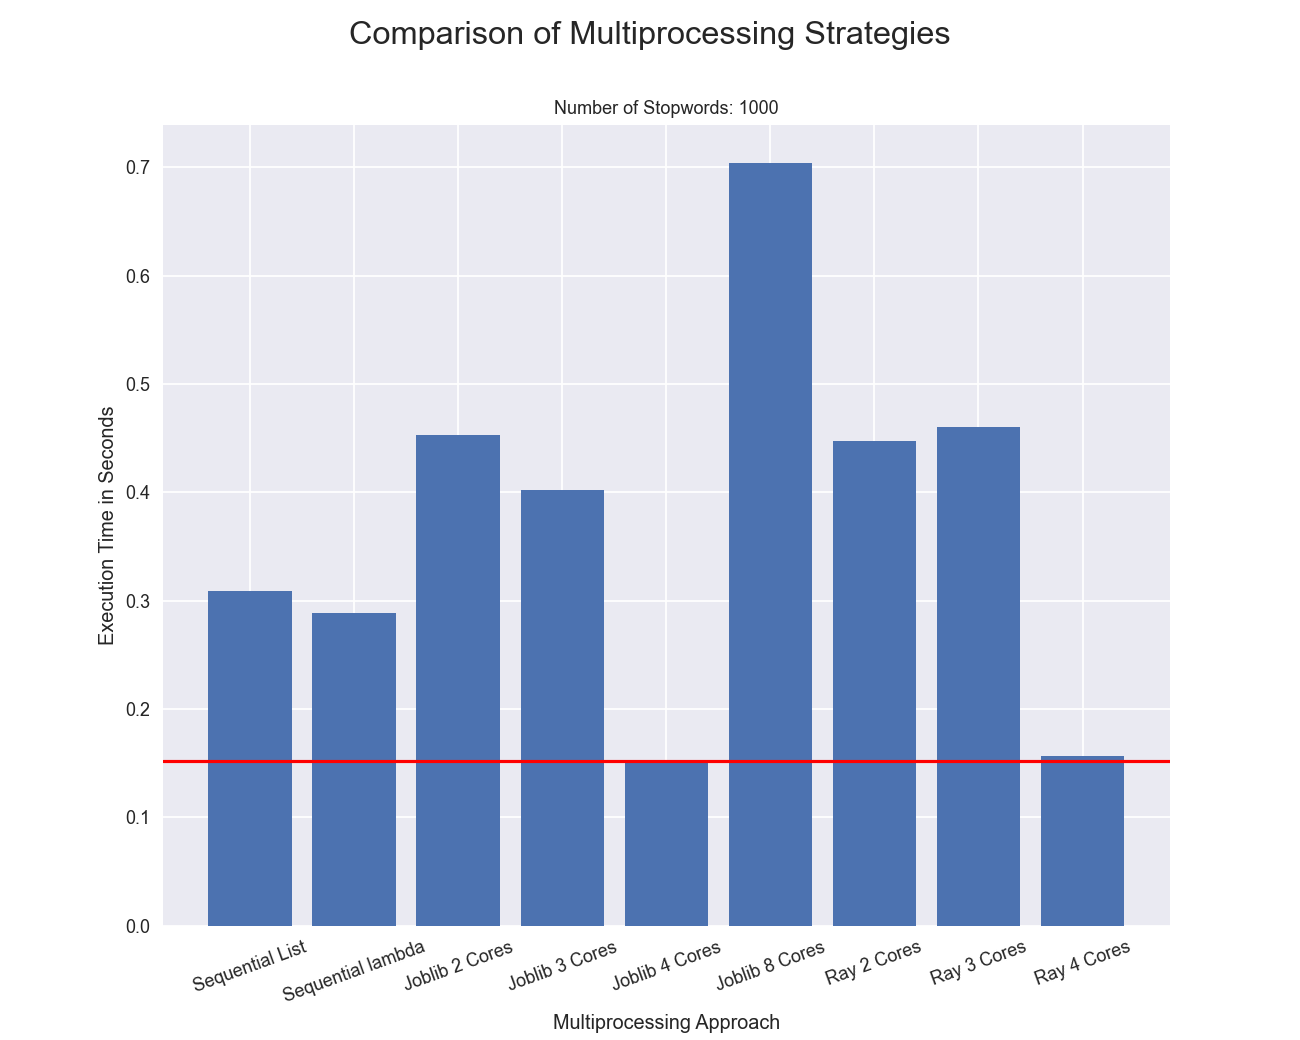 Comparison of Multiprocessing Strategies
Number of Stopwords: 1000
Execution Time in Seconds
0.7
0.6
0.5
0.4
0.3
0.2
0.1
0.0
Sequential List
Sequential lambda
Joblib 2 Cores
Joblib 3 Cores
Joblib 4 Cores
Joblib 8 Cores
Ray 2 Cores
Ray 3 Cores
Ray 4 Cores
Multiprocessing Approach